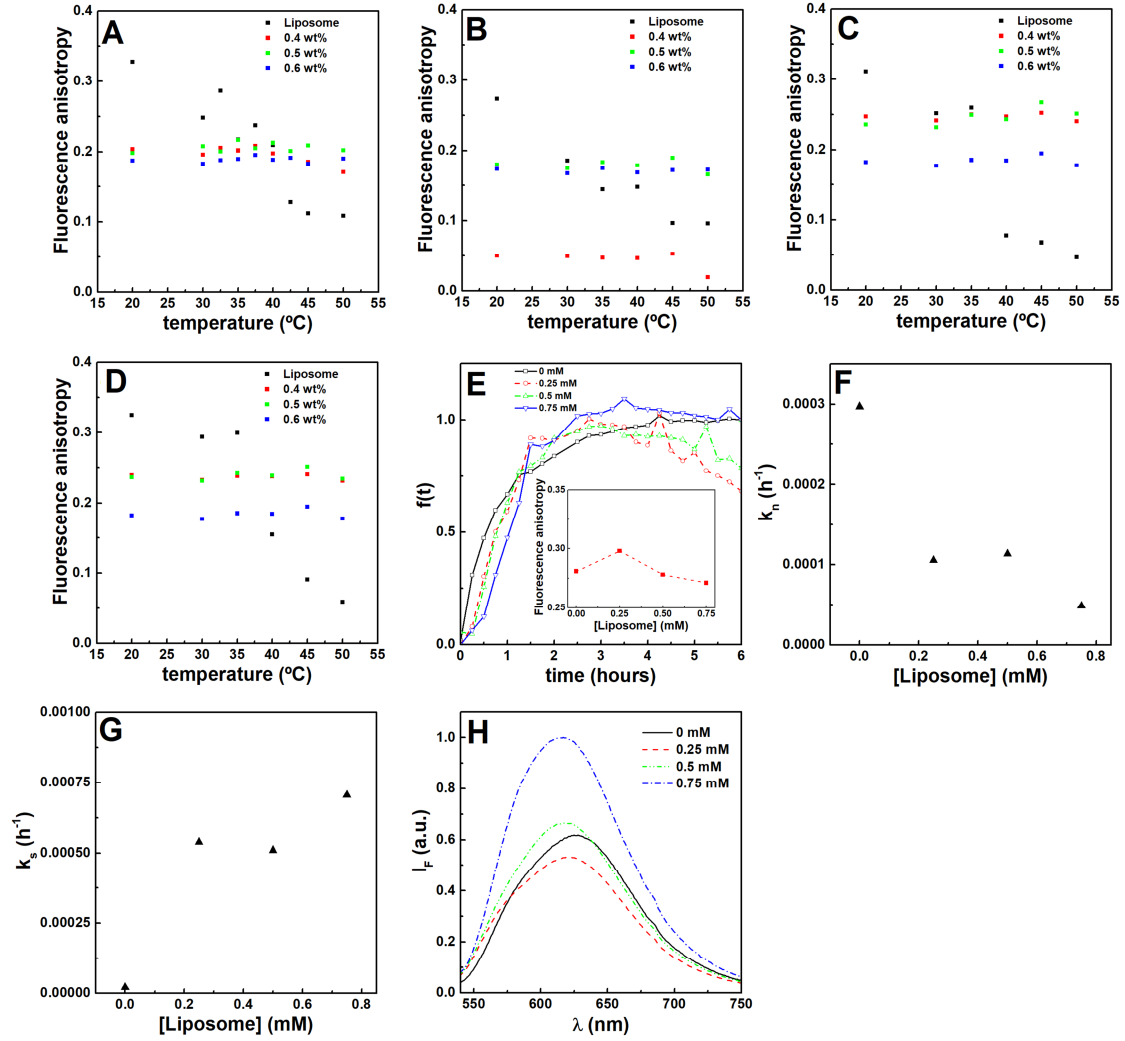 A
Liposome
0.4 wt%
0.5 wt%
0.6 wt%
Fluorescence anisotropy
0.4
0.3
0.2
0.1
0.0
15 20 25 30 35 40 45 50 55
temperature (ºC)
B
Liposome
0.4 wt%
0.5 wt%
0.6 wt%
Fluorescence anisotropy
0.4
0.3
0.2
0.1
0.0
15 20 25 30 35 40 45 50 55
temperature (ºC)
C
Liposome
0.4 wt%
0.5 wt%
0.6 wt%
Fluorescence anisotropy
0.4
0.3
0.2
0.1
0.0
15 20 25 30 35 40 45 50 55
temperature (ºC)
D
Liposome
0.4 wt%
0.5 wt%
0.6 wt%
Fluorescence anisotropy
0.4
0.3
0.2
0.1
0.0
15 20 25 30 35 40 45 50 55
temperature (ºC)
E
0 mM
0.25 mM
0.5 mM
0.75 mM
f(t)
1.0
0.5
0.0
0 1 2 3 4 5 6
time (hours)
Fluorescence anisotropy
0.35
0.30
0.25
0.00 0.25 0.50 0.75
[Liposome] (mM)
F
kn (h-1)
0.0003
0.0002
0.0001
0.0000
0.0 0.2 0.4 0.6 0.8
[Liposome] (mM)
G
ks (h-1)
0.00100
0.00075
0.00050
0.00025
0.00000
0.0 0.2 0.4 0.6 0.8
[Liposome] (mM)
H
0 mM
0.25 mM
0.5 mM
0.75 mM
IF (a.u.)
1.0
0.8
0.6
0.4
0.2
0.0
550 600 650 700 750
λ (nm)